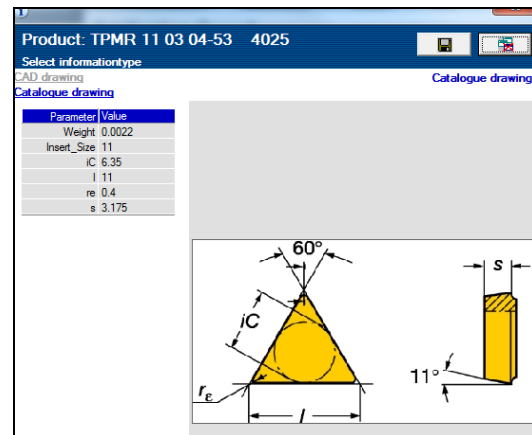 Product: TPMR 11 03 04-53 4025
Select informationtype
CAD drawing
Catalogue drawing
Catalogue drawing
Parameter Value
Weight 0.0022
Insert_Size 11
iC 6.35
l 11
re 0.4
s 3.175
60°
s
iC
11°
rε
l